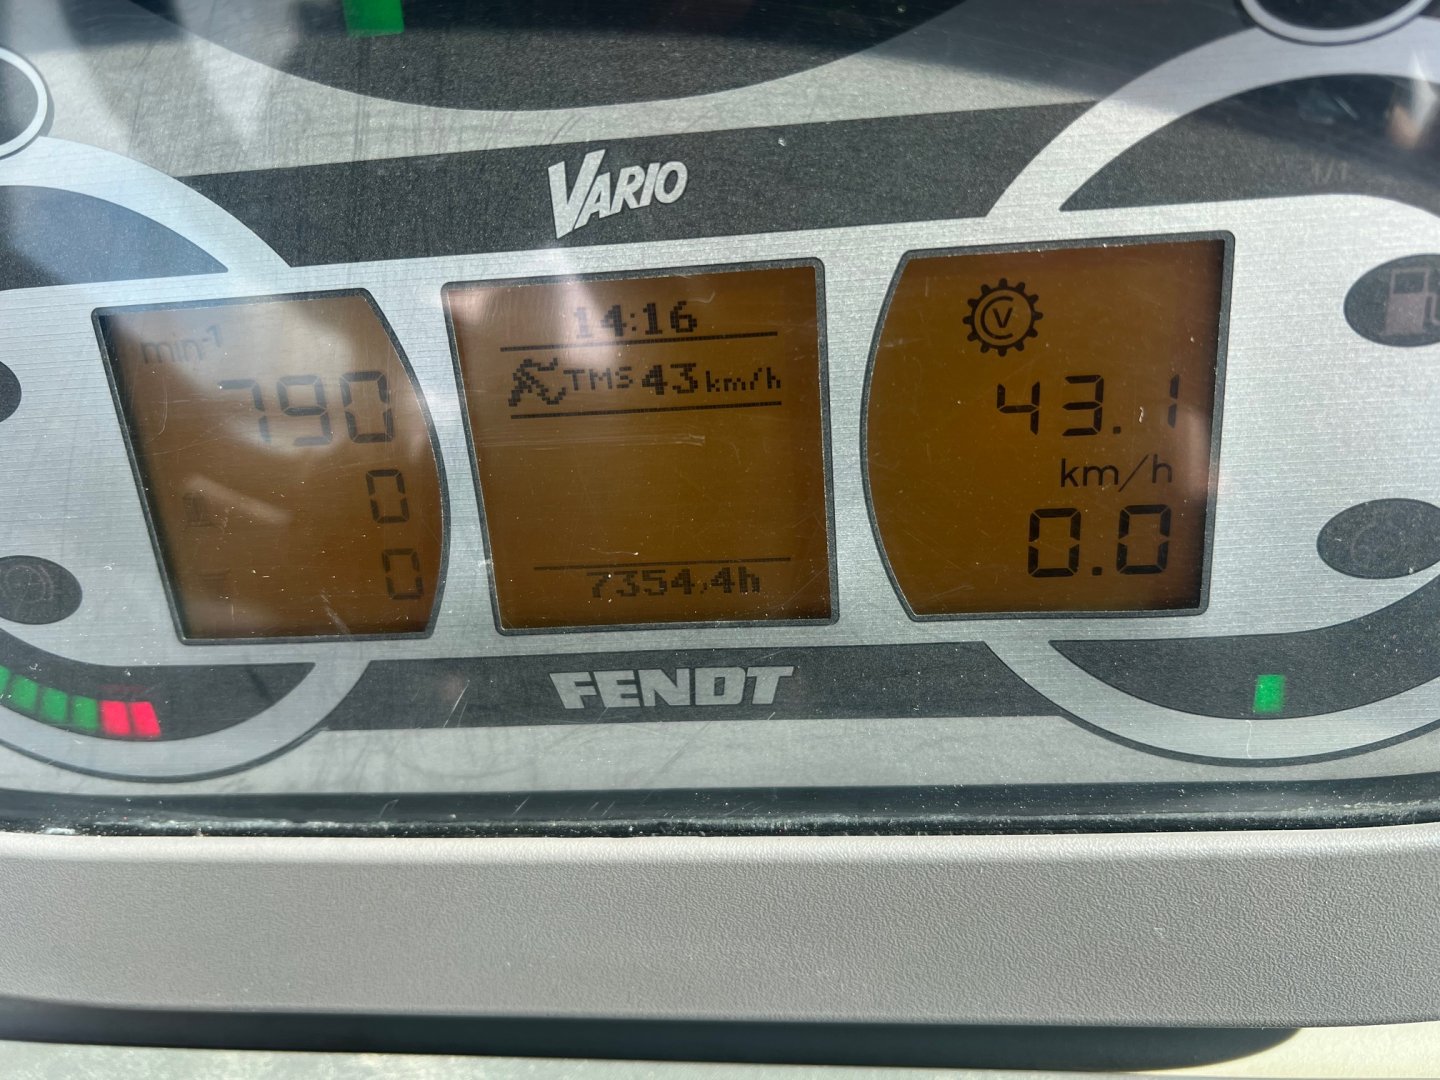 VARIO
min-1
790
0
0
14:16
TMS 43 km/h
7354,4h
CV
43.1
km/h
0.0
FENDT